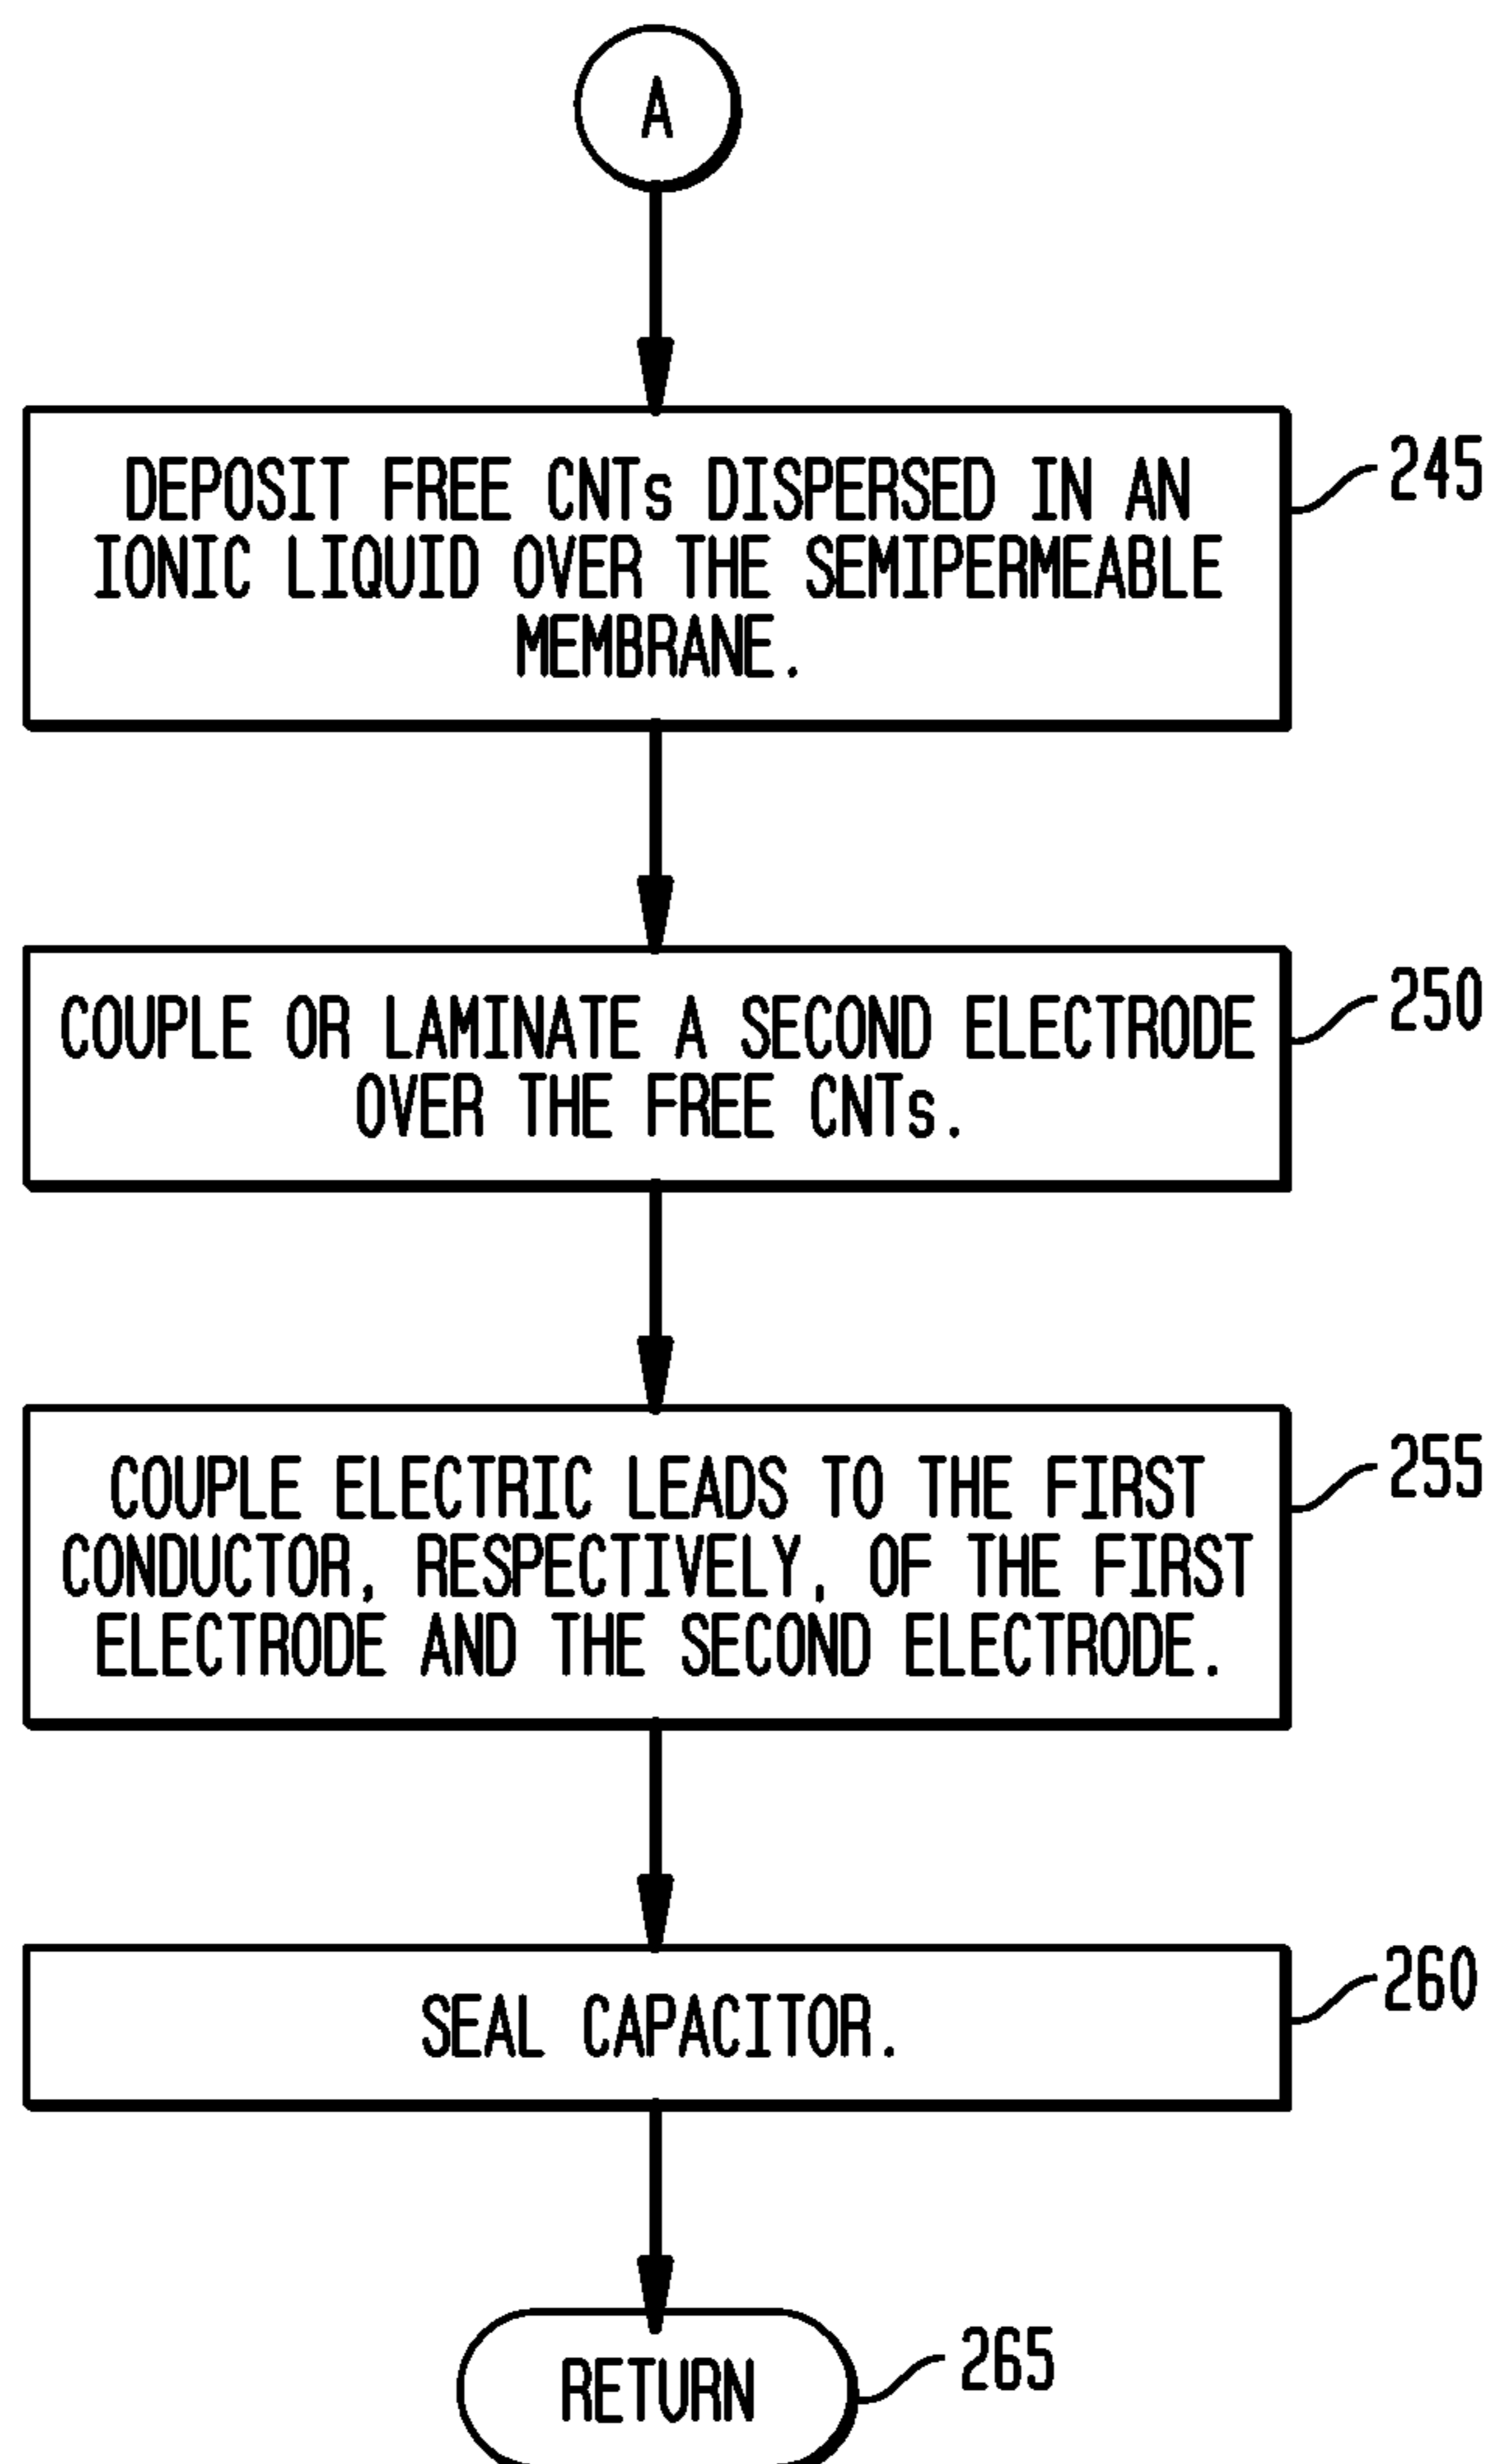 A
DEPOSIT FREE CNTs DISPERSED IN AN
IONIC LIQUID OVER THE SEMIPERMEABLE
MEMBRANE.
245
COUPLE OR LAMINATE A SECOND ELECTRODE
OVER THE FREE CNTs.
250
COUPLE ELECTRIC LEADS TO THE FIRST
CONDUCTOR, RESPECTIVELY, OF THE FIRST
ELECTRODE AND THE SECOND ELECTRODE.
255
SEAL CAPACITOR.
260
RETURN
265